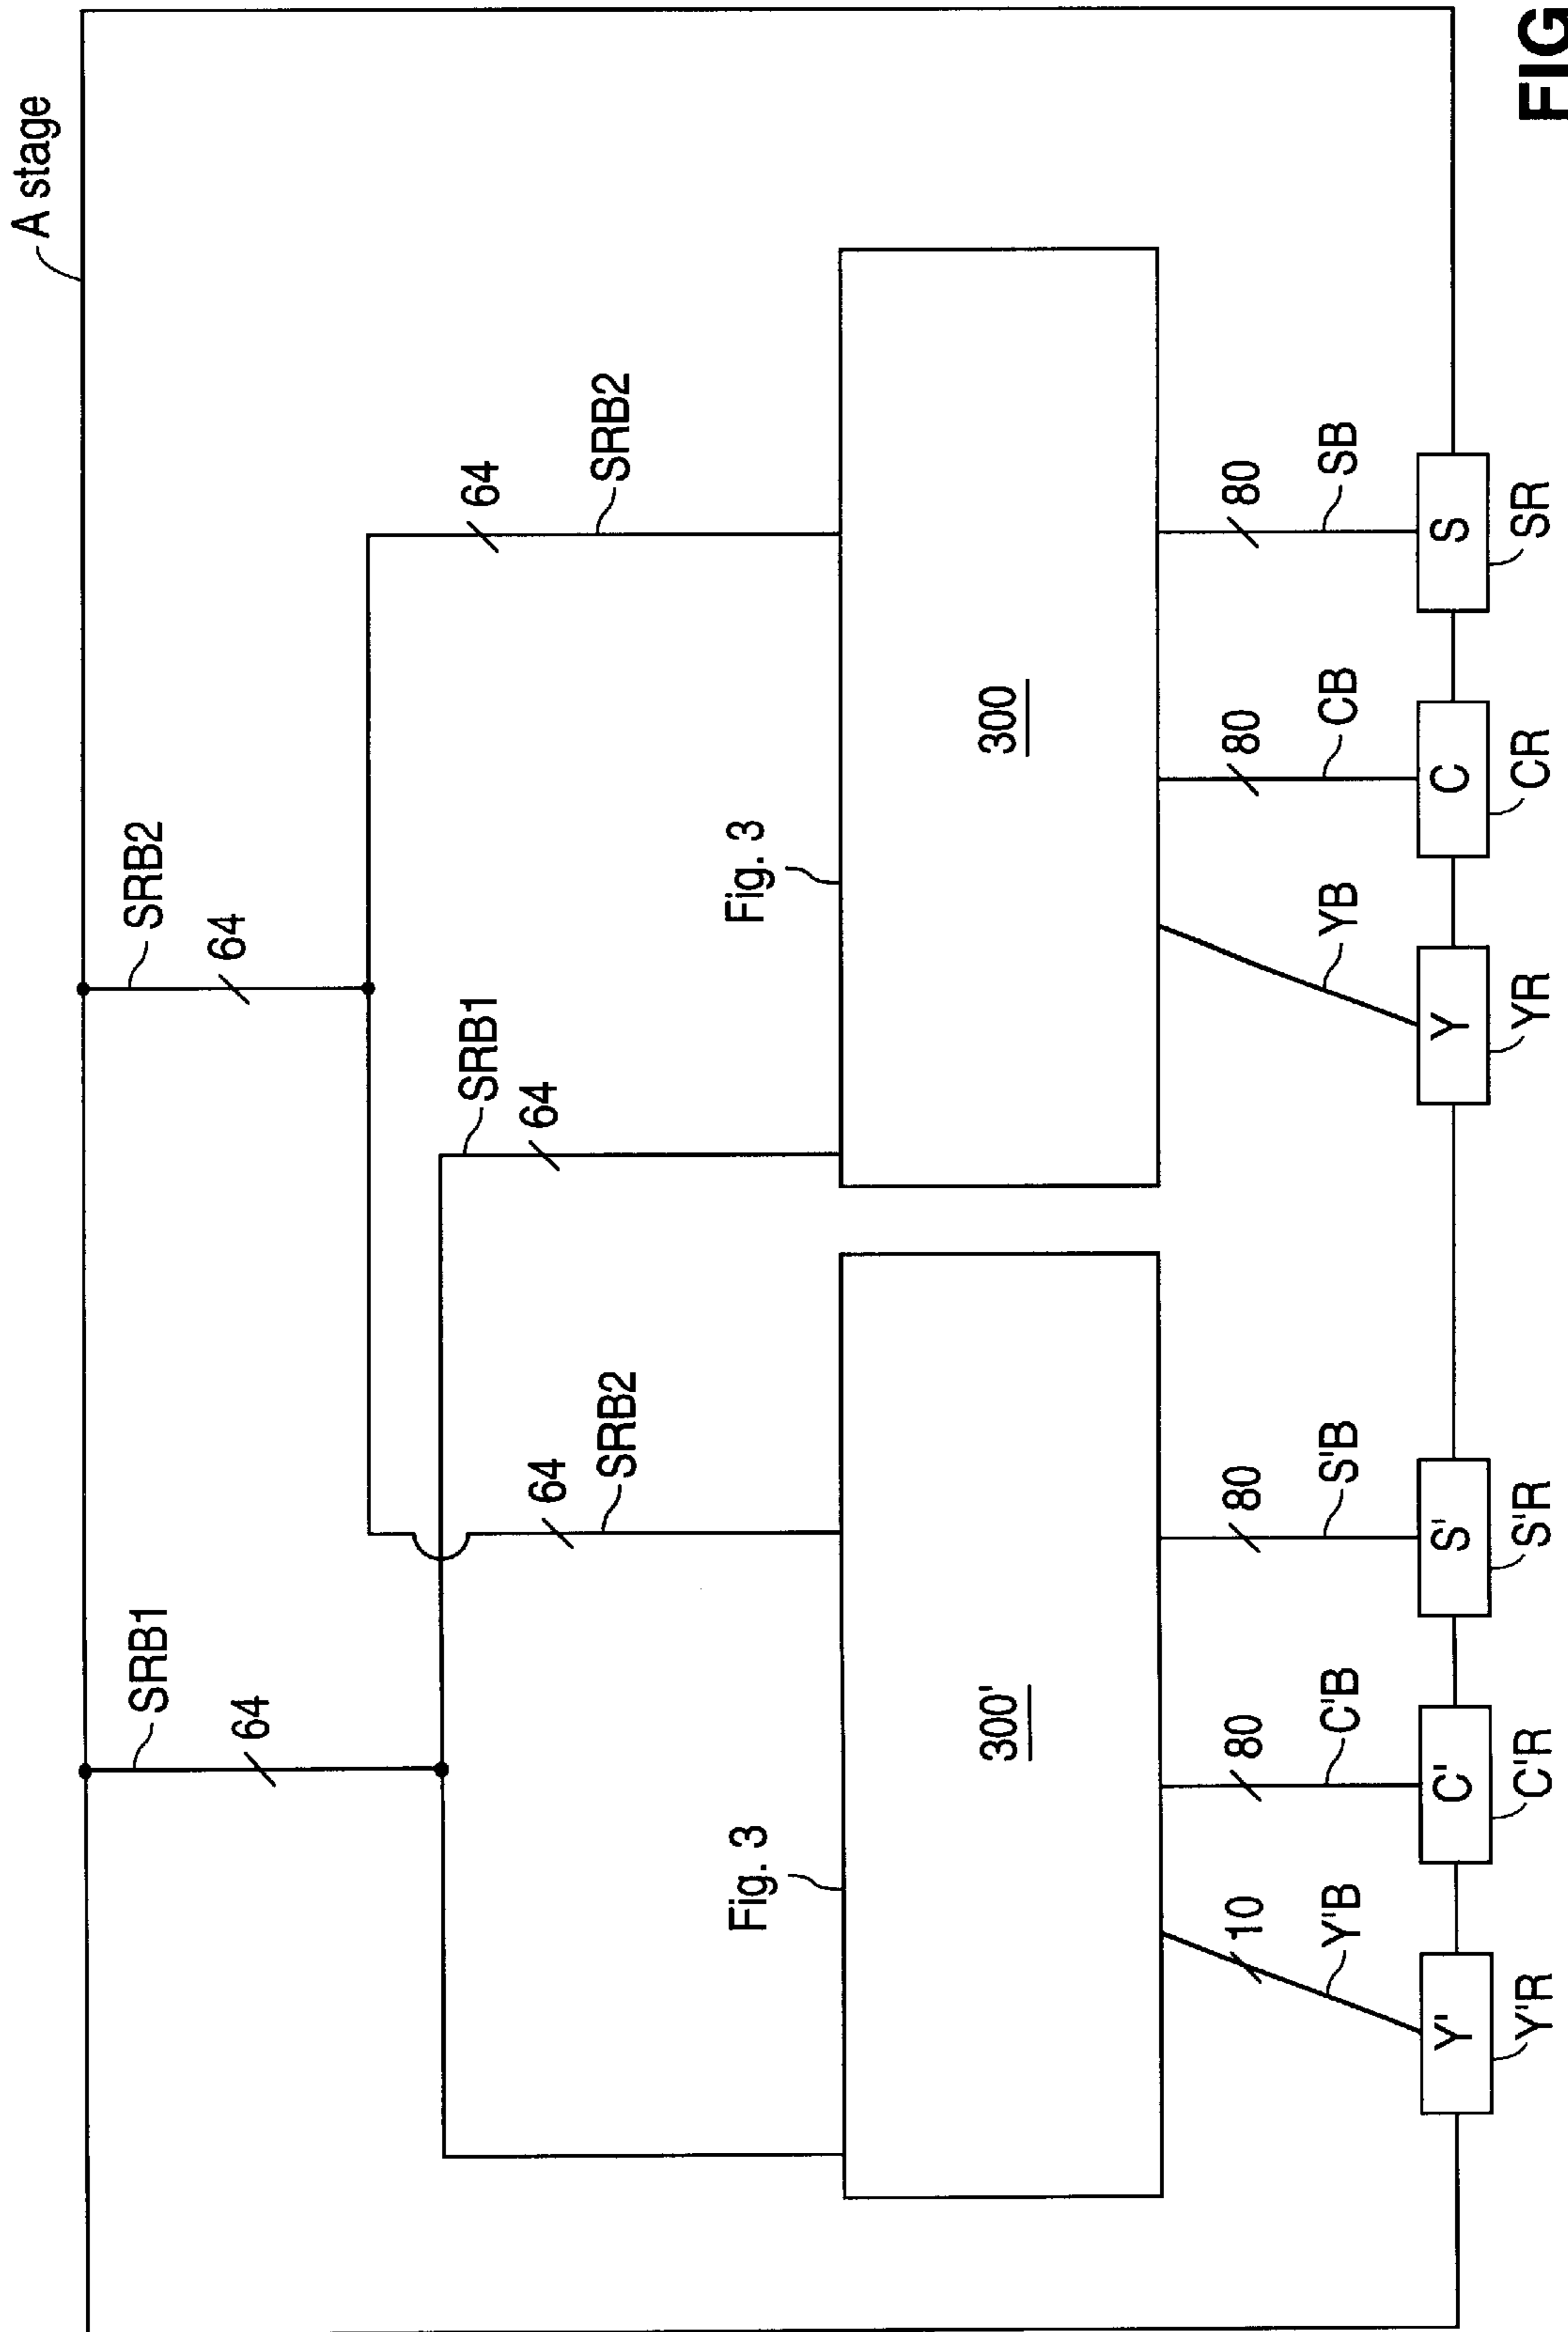 A stage
SRB1
SRB2
64
64
SRB1
64
64
SRB2
64
SRB2
Fig. 3
Fig. 3
300'
300
10
80
80
80
80
Y'B
C'B
S'B
YB
CB
SB
Y'
C'
S'
Y
C
S
Y'R
C'R
S'R
YR
CR
SR
FIG